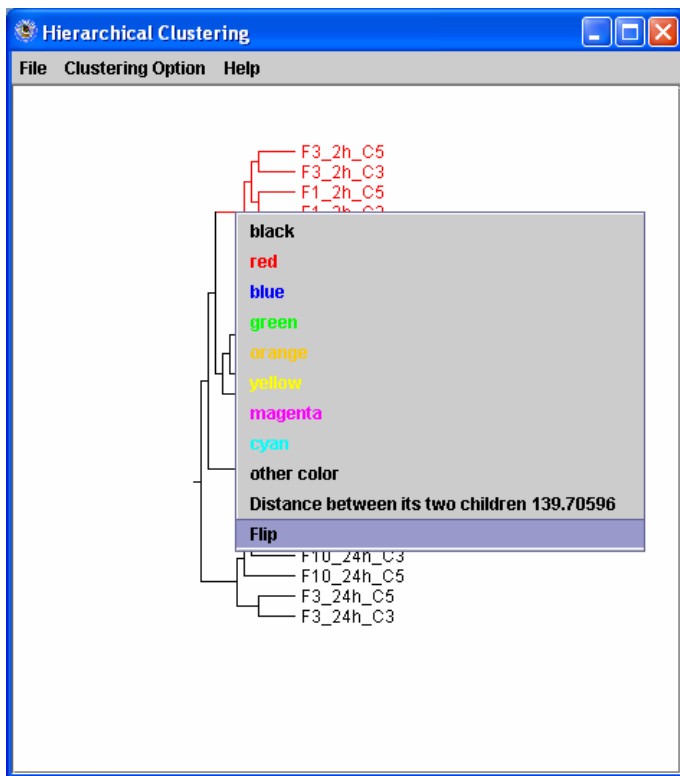 Hierarchical Clustering
File Clustering Option Help
F3_2h_C5
F3_2h_C3
F1_2h_C5
black
red
blue
green
orange
yellow
magenta
cyan
other color
Distance between its two children 139.70596
Flip
F10_24h_C3
F10_24h_C5
F3_24h_C5
F3_24h_C3